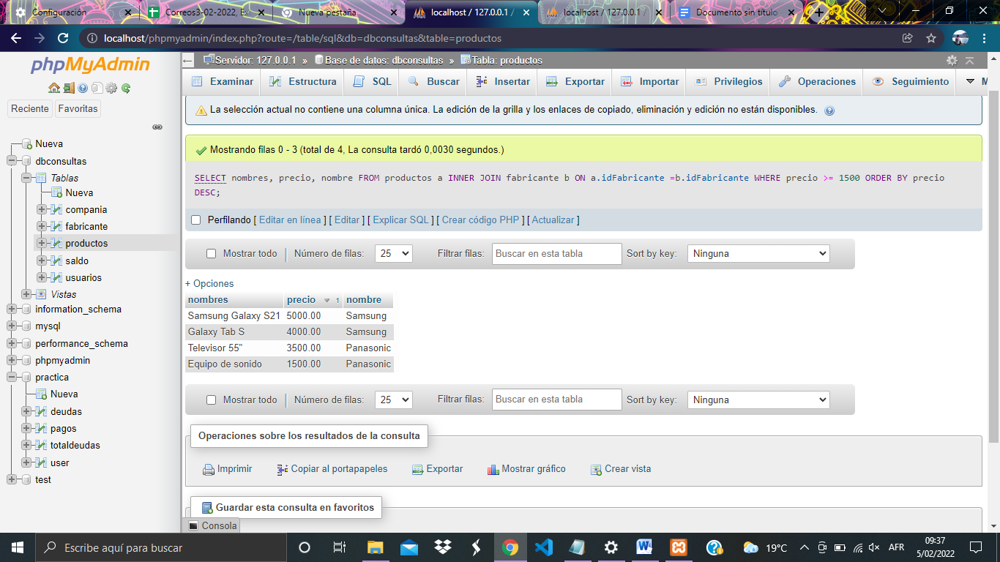 Configuración
Correos3-02-2022, E
Nueva pestaña
localhost / 127.0.0.1 /
localhost / 127.0.0.1 /
Documento sin título
localhost/phpmyadmin/index.php?route=/table/sql&db=dbconsultas&table=productos
phpMyAdmin
Reciente
Favoritas
Nueva
dbconsultas
Tablas
Nueva
compania
fabricante
productos
saldo
usuarios
Vistas
information_schema
mysql
performance_schema
phpmyadmin
practica
Nueva
deudas
pagos
totaldeudas
user
test
Servidor: 127.0.0.1 » Base de datos: dbconsultas » Tabla: productos
Examinar Estructura SQL Buscar Insertar Exportar Importar Privilegios Operaciones Seguimiento M
La selección actual no contiene una columna única. La edición de la grilla y los enlaces de copiado, eliminación y edición no están disponibles.
Mostrando filas 0 - 3 (total de 4, La consulta tardó 0,0030 segundos.)
SELECT nombres, precio, nombre FROM productos a INNER JOIN fabricante b ON a.idFabricante =b.idFabricante WHERE precio >= 1500 ORDER BY precio
DESC;
Perfilando [ Editar en línea ] [ Editar ] [ Explicar SQL ] [ Crear código PHP ] [ Actualizar ]
Mostrar todo | Número de filas: 25 Filtrar filas: Buscar en esta tabla Sort by key: Ninguna
+ Opciones
nombres precio 1 nombre
Samsung Galaxy S21 5000.00 Samsung
Galaxy Tab S 4000.00 Samsung
Televisor 55" 3500.00 Panasonic
Equipo de sonido 1500.00 Panasonic
Mostrar todo | Número de filas: 25 Filtrar filas: Buscar en esta tabla Sort by key: Ninguna
Operaciones sobre los resultados de la consulta
Imprimir Copiar al portapapeles Exportar Mostrar gráfico Crear vista
Guardar esta consulta en favoritos
Consola
Escribe aquí para buscar
19°C
AFR
09:37
5/02/2022